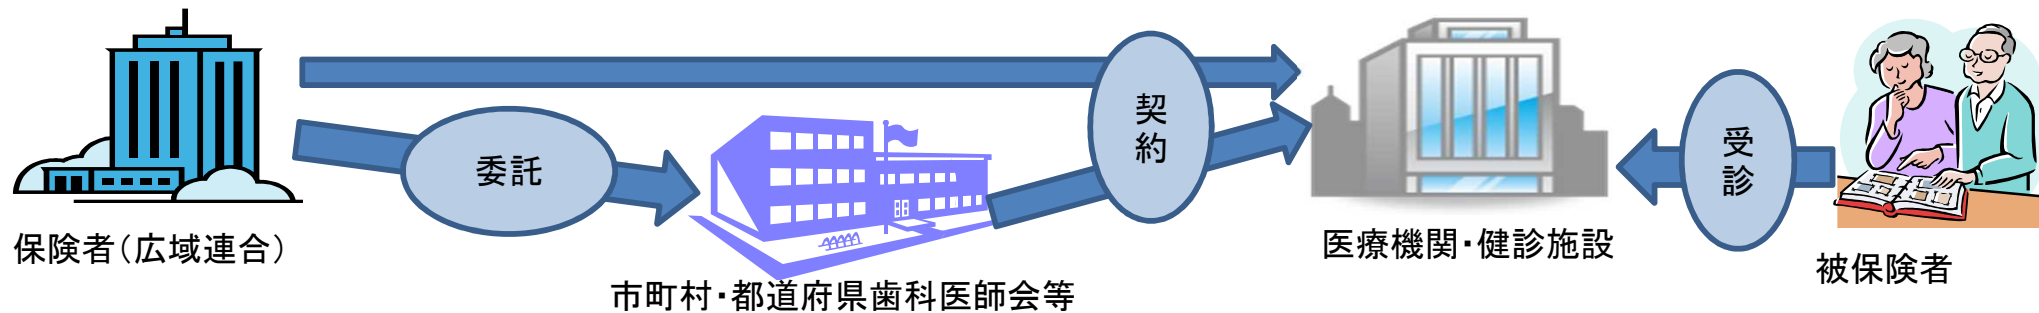 契約
委託
受診
保険者（広域連合）
医療機関・健診施設
被保険者
市町村・都道府県歯科医師会等